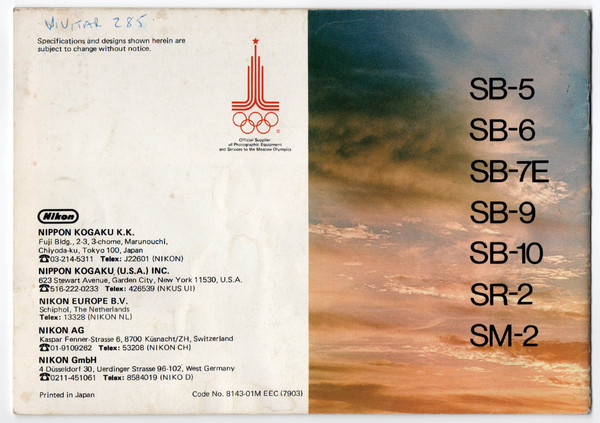 VIVITAR 285
Specifications and designs shown herein are
subject to change without notice.
Official Supplier
of Photographic Equipment
and Services to the Moscow Olympics
Nikon
NIPPON KOGAKU K.K.
Fuji Bldg., 2-3, 3-chome, Marunouchi,
Chiyoda-ku, Tokyo 100, Japan
☎03-214-5311 Telex: J22601 (NIKON)
NIPPON KOGAKU (U.S.A.) INC.
623 Stewart Avenue, Garden City, New York 11530, U.S.A.
☎516-222-0233 Telex: 426539 (NKUS UI)
NIKON EUROPE B.V.
Schiphol, The Netherlands
Telex: 13328 (NIKON NL)
NIKON AG
Kaspar Fenner-Strasse 6, 8700 Küsnacht/ZH, Switzerland
☎01-9109262 Telex: 53208 (NIKON CH)
NIKON GmbH
4 Düsseldorf 30, Uerdinger Strasse 96-102, West Germany
☎0211-451061 Telex: 8584019 (NIKO D)
Printed in Japan
Code No. 8143-01M EEC (7903)
SB-5
SB-6
SB-7E
SB-9
SB-10
SR-2
SM-2